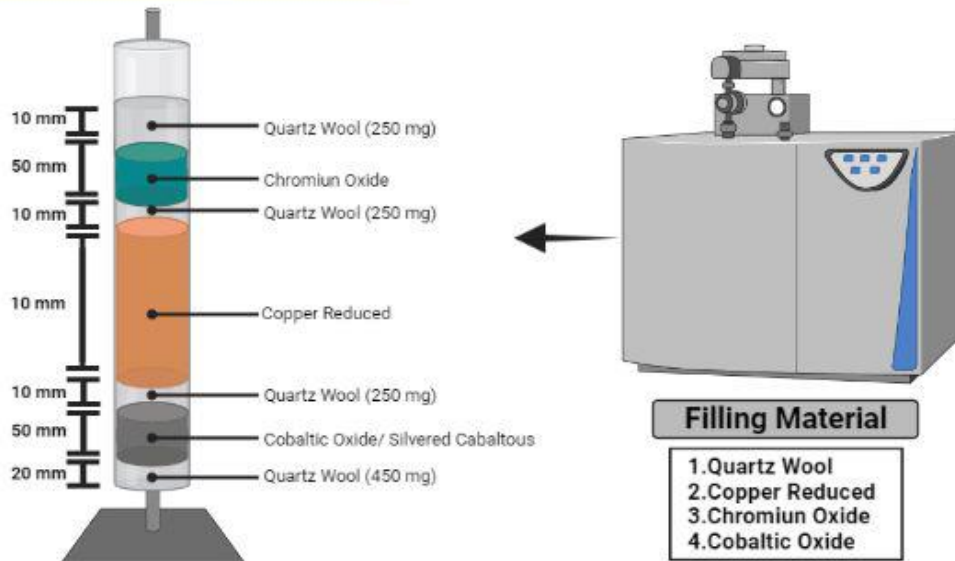 10 mm
Quartz Wool (250 mg)
50 mm
Chromiun Oxide
10 mm
Quartz Wool (250 mg)
10 mm
Copper Reduced
10 mm
Quartz Wool (250 mg)
50 mm
Cobaltic Oxide/ Silvered Cabaltous
20 mm
Quartz Wool (450 mg)
Filling Material
1.Quartz Wool
2.Copper Reduced
3.Chromiun Oxide
4.Cobaltic Oxide